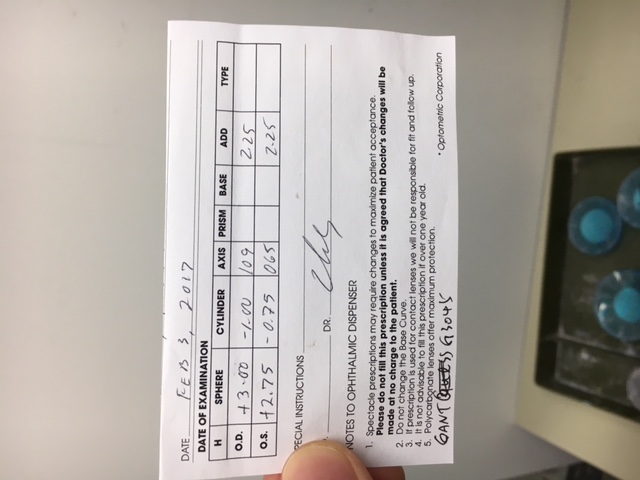 DATE FEB 3, 2017
DATE OF EXAMINATION
H SPHERE CYLINDER AXIS PRISM BASE ADD TYPE
O.D. +3.00 -1.00 109 2.25
O.S. +2.75 -0.75 065 2.25
PECIAL INSTRUCTIONS
DR.
NOTES TO OPHTHALMIC DISPENSER
1. Spectacle prescriptions may require changes to maximize patient acceptance.
Please do not fill this prescription unless it is agreed that Doctor's changes will be
made at no charge to the patient.
2. Do not change the Base Curve.
3. If prescription is used for contact lenses we will not be responsible for fit and follow up.
4. It is not advisable to fill this prescription if over one year old.
5. Polycarbonate lenses offer maximum protection.
GANT G3045
* Optometric Corporation